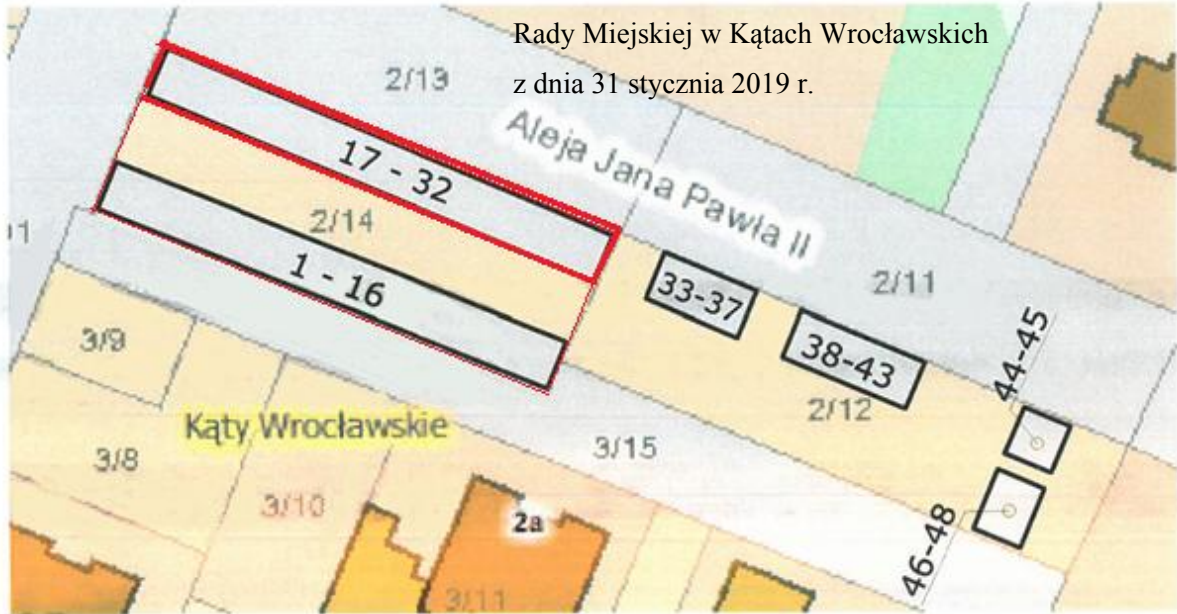 Rady Miejskiej w Kątach Wrocławskich
z dnia 31 stycznia 2019 r.
2/13
Aleja Jana Pawła II
17 - 32
2/14
1 - 16
33-37
2/11
38-43
44-45
2/12
3/9
Kąty Wrocławskie
3/15
3/8
3/10
2a
46-48
3/11